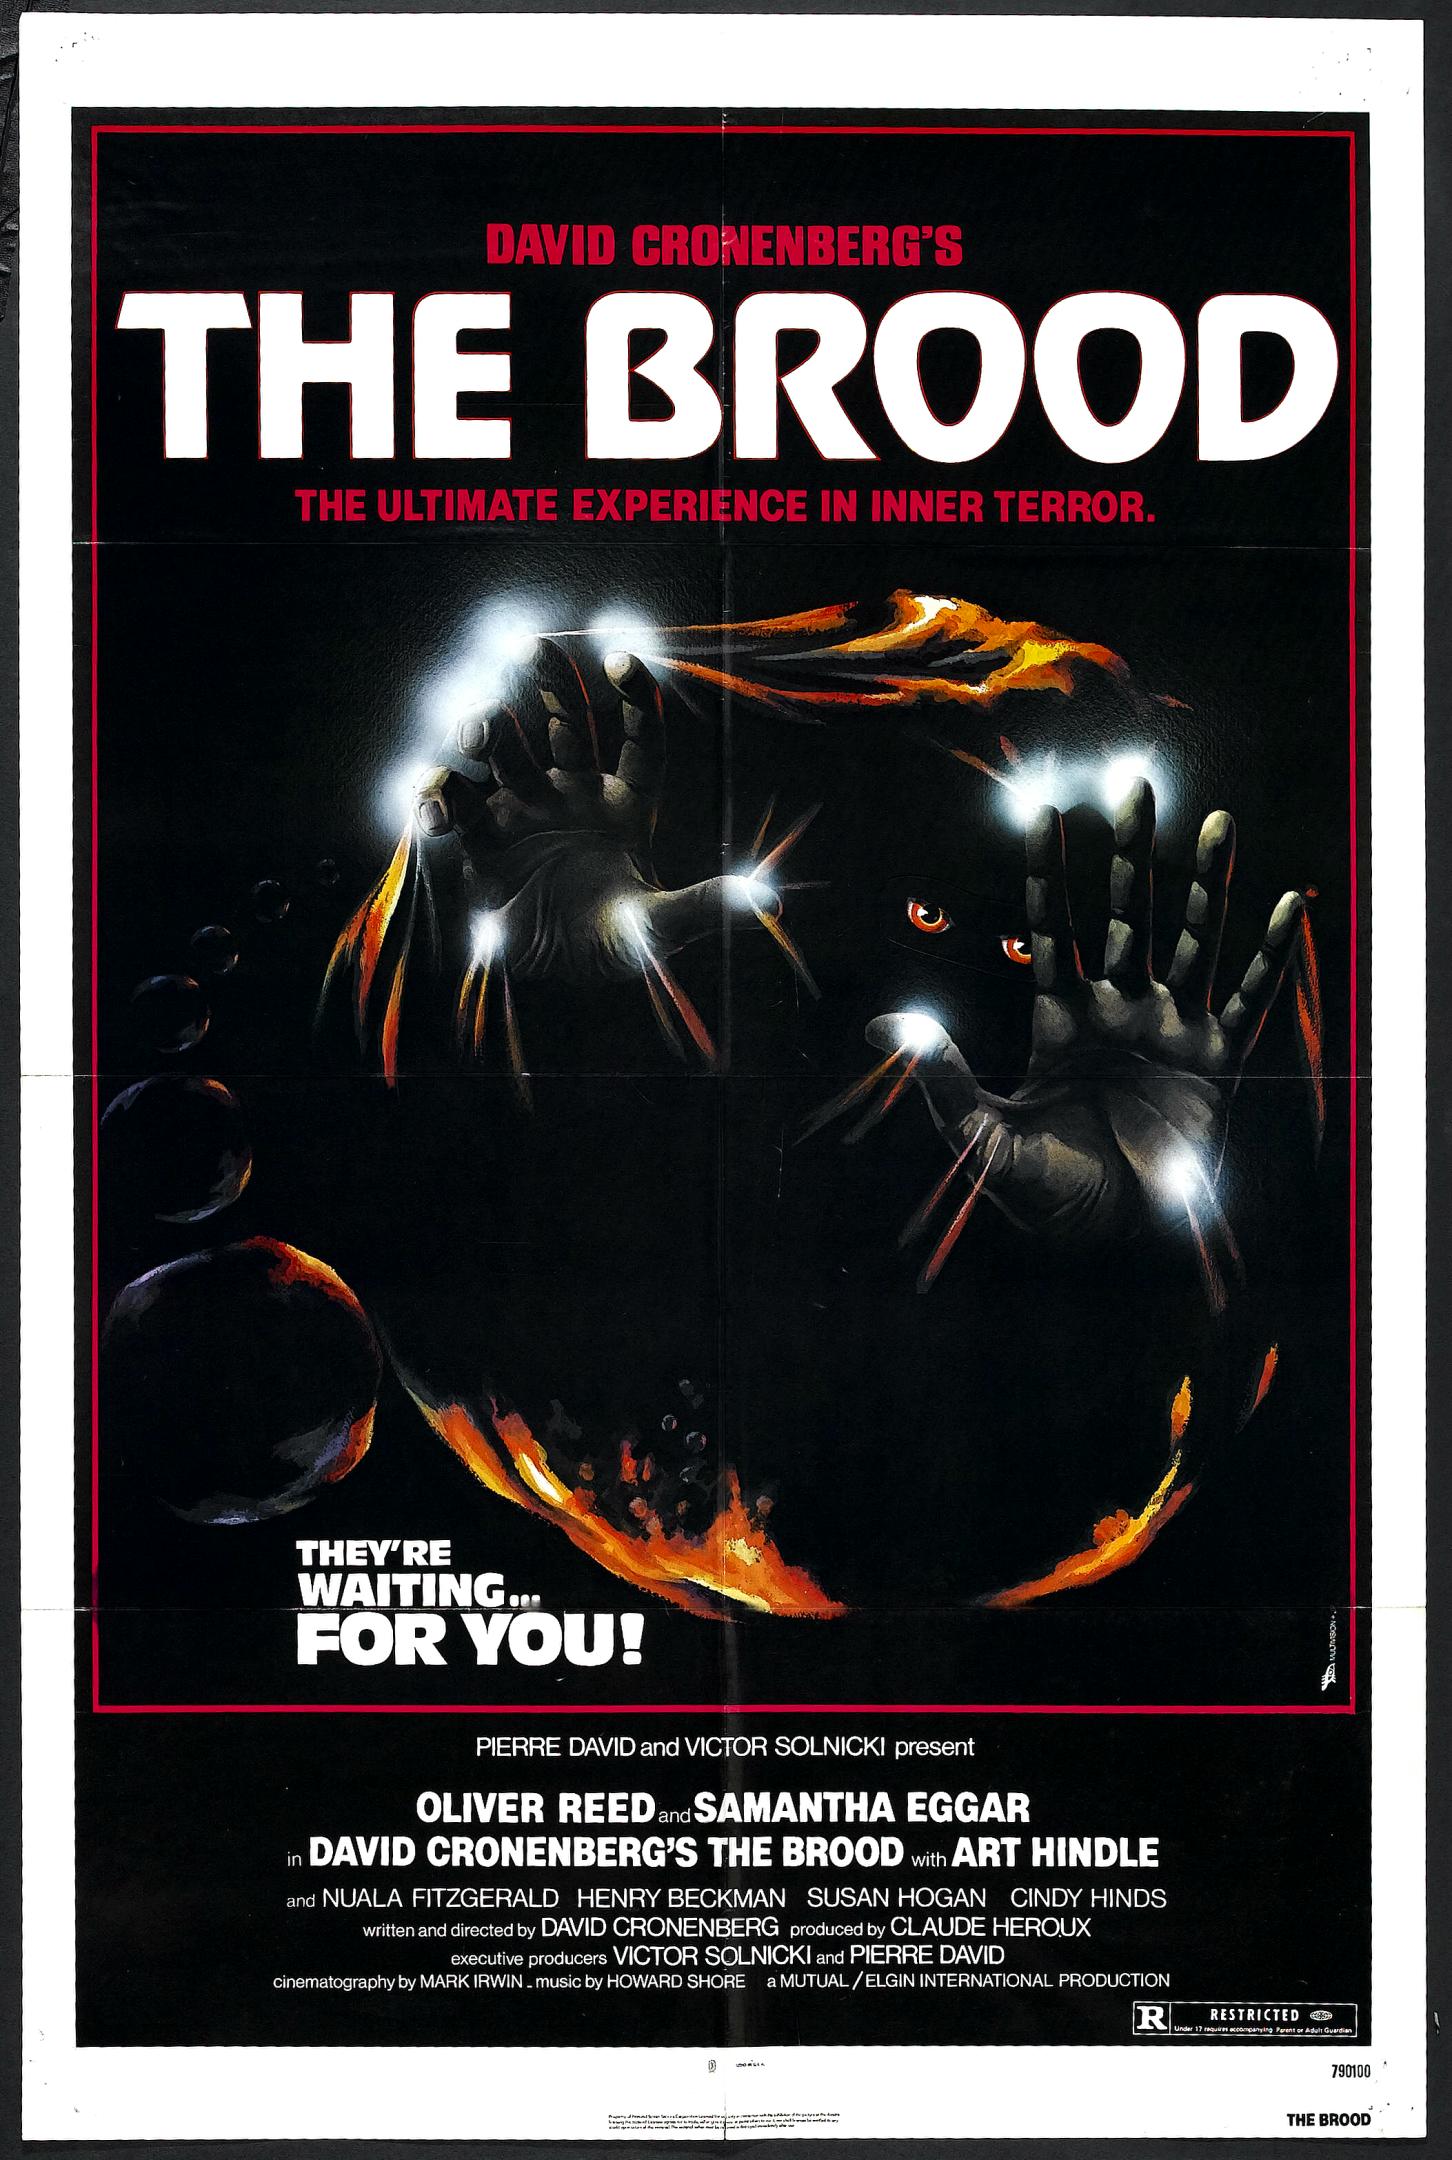 DAVID CRONENBERG'S
THE BROOD
THE ULTIMATE EXPERIENCE IN INNER TERROR.
THEY'RE
WAITING...
FOR YOU!
MULTIVISION
PIERRE DAVID and VICTOR SOLNICKI present
OLIVER REED and SAMANTHA EGGAR
in DAVID CRONENBERG'S THE BROOD with ART HINDLE
and NUALA FITZGERALD HENRY BECKMAN SUSAN HOGAN CINDY HINDS
written and directed by DAVID CRONENBERG produced by CLAUDE HEROUX
executive producers VICTOR SOLNICKI and PIERRE DAVID
cinematography by MARK IRWIN - music by HOWARD SHORE a MUTUAL/ELGIN INTERNATIONAL PRODUCTION
R RESTRICTED
Under 17 requires accompanying Parent or Adult Guardian
790100
THE BROOD